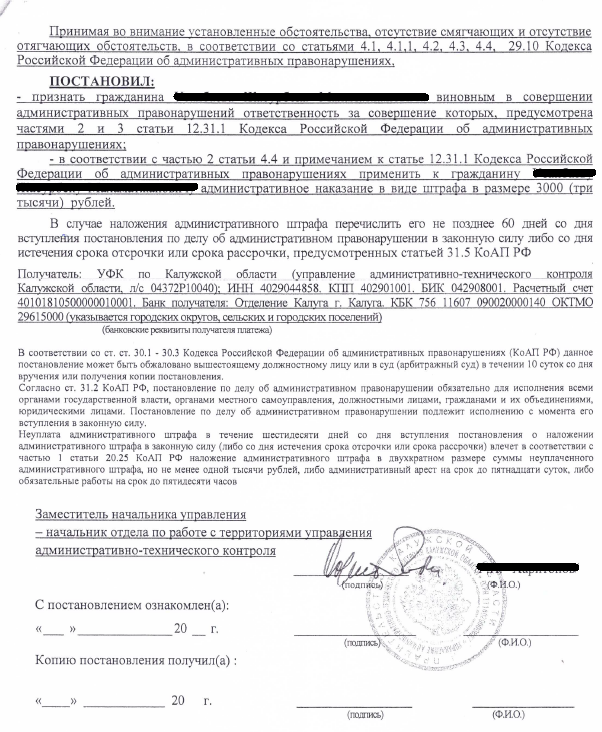 Принимая во внимание установленные обстоятельства, отсутствие смягчающих и отсутствие
отягчающих обстоятельств, в соответствии со статьями 4.1, 4.1,1, 4.2, 4.3, 4.4, 29.10 Кодекса
Российской Федерации об административных правонарушениях,
ПОСТАНОВИЛ:
- признать гражданина виновным в совершении
административных правонарушений ответственность за совершение которых, предусмотрена
частями 2 и 3 статьи 12.31.1 Кодекса Российской Федерации об административных
правонарушениях;
- в соответствии с частью 2 статьи 4.4 и примечанием к статье 12.31.1 Кодекса Российской
Федерации об административных правонарушениях применить к гражданину
административное наказание в виде штрафа в размере 3000 (три
тысячи) рублей.
В случае наложения административного штрафа перечислить его не позднее 60 дней со дня
вступления постановления по делу об административном правонарушении в законную силу либо со дня
истечения срока отсрочки или срока рассрочки, предусмотренных статьей 31.5 КоАП РФ
Получатель: УФК по Калужской области (управление административно-технического контроля
Калужской области, л/с 04372Р10040); ИНН 4029044858. КПП 402901001. БИК 042908001. Расчетный счет
40101810500000010001. Банк получателя: Отделение Калуга г. Калуга. КБК 756 11607 090020000140 ОКТМО
29615000 (указывается городских округов, сельских и городских поселений)
(банковские реквизиты получателя платежа)
В соответствии со ст. ст. 30.1 - 30.3 Кодекса Российской Федерации об административных правонарушениях (КоАП РФ) данное
постановление может быть обжаловано вышестоящему должностному лицу или в суд (арбитражный суд) в течении 10 суток со дня
вручения или получения копии постановления.
Согласно ст. 31.2 КоАП РФ, постановление по делу об административном правонарушении обязательно для исполнения всеми
органами государственной власти, органами местного самоуправления, должностными лицами, гражданами и их объединениями,
юридическими лицами. Постановление по делу об административном правонарушении подлежит исполнению с момента его
вступления в законную силу.
Неуплата административного штрафа в течение шестидесяти дней со дня вступления постановления о наложении
административного штрафа в законную силу (либо со дня истечения срока отсрочки или срока рассрочки) влечет в соответствии с
частью 1 статьи 20.25 КоАП РФ наложение административного штрафа в двухкратном размере суммы неуплаченного
административного штрафа, но не менее одной тысячи рублей, либо административный арест на срок до пятнадцати суток, либо
обязательные работы на срок до пятидесяти часов
Заместитель начальника управления
– начальник отдела по работе с территориями управления
административно-технического контроля
(подпись) (Ф.И.О.)
С постановлением ознакомлен(а):
«___ »______________20 __ г.
(подпись) (Ф.И.О.)
Копию постановления получил(а) :
«____» ____________ 20 г.
(подпись) (Ф.И.О.)